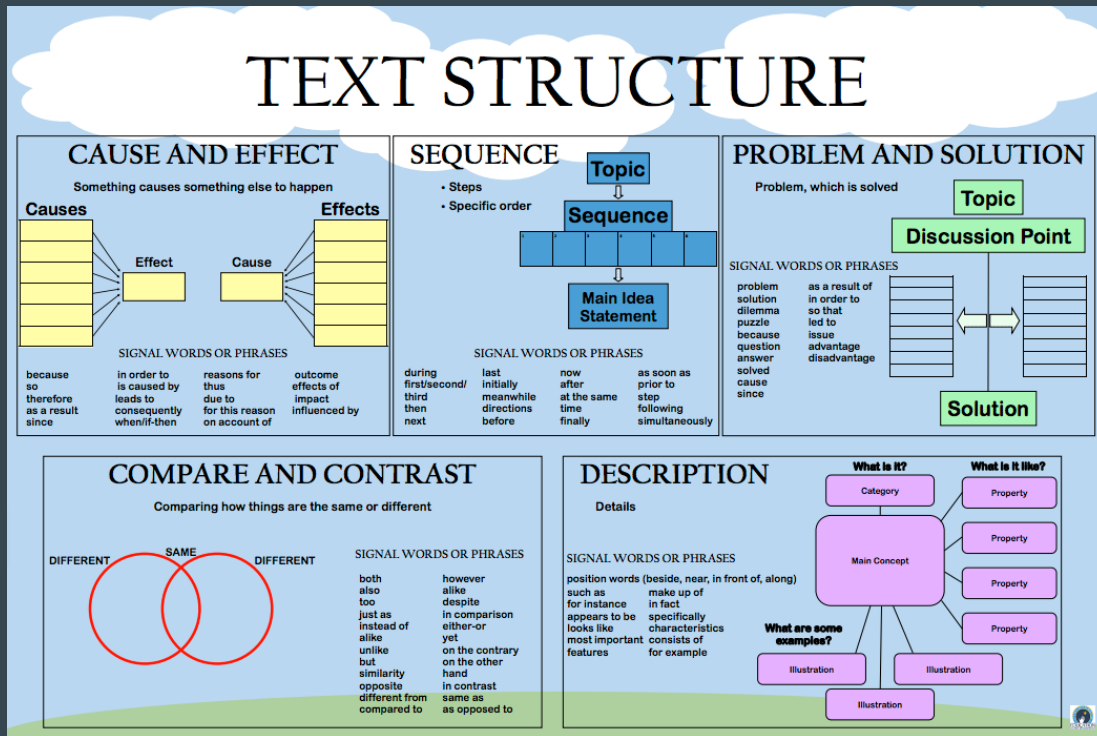 TEXT STRUCTURE
CAUSE AND EFFECT
Something causes something else to happen
Causes
Effects
Effect
Cause
SIGNAL WORDS OR PHRASES
because
so
therefore
as a result
since
in order to
is caused by
leads to
consequently
when/if-then
reasons for
thus
due to
for this reason
on account of
outcome
effects of
impact
influenced by
SEQUENCE
• Steps
• Specific order
Topic
Sequence
1 2 3 4 5 6
Main Idea
Statement
SIGNAL WORDS OR PHRASES
during
first/second/
third
then
next
last
initially
meanwhile
directions
before
now
after
at the same
time
finally
as soon as
prior to
step
following
simultaneously
PROBLEM AND SOLUTION
Problem, which is solved
Topic
Discussion Point
SIGNAL WORDS OR PHRASES
problem
solution
dilemma
puzzle
because
question
answer
solved
cause
since
as a result of
in order to
so that
led to
issue
advantage
disadvantage
Solution
COMPARE AND CONTRAST
Comparing how things are the same or different
DIFFERENT
SAME
DIFFERENT
SIGNAL WORDS OR PHRASES
both
also
too
just as
instead of
alike
unlike
but
similarity
opposite
different from
compared to
however
alike
despite
in comparison
either-or
yet
on the contrary
on the other
hand
in contrast
same as
as opposed to
DESCRIPTION
Details
SIGNAL WORDS OR PHRASES
position words (beside, near, in front of, along)
such as
for instance
appears to be
looks like
most important
features
make up of
in fact
specifically
characteristics
consists of
for example
What is it?
Category
Main Concept
What is it like?
Property
Property
Property
Property
What are some
examples?
Illustration
Illustration
Illustration